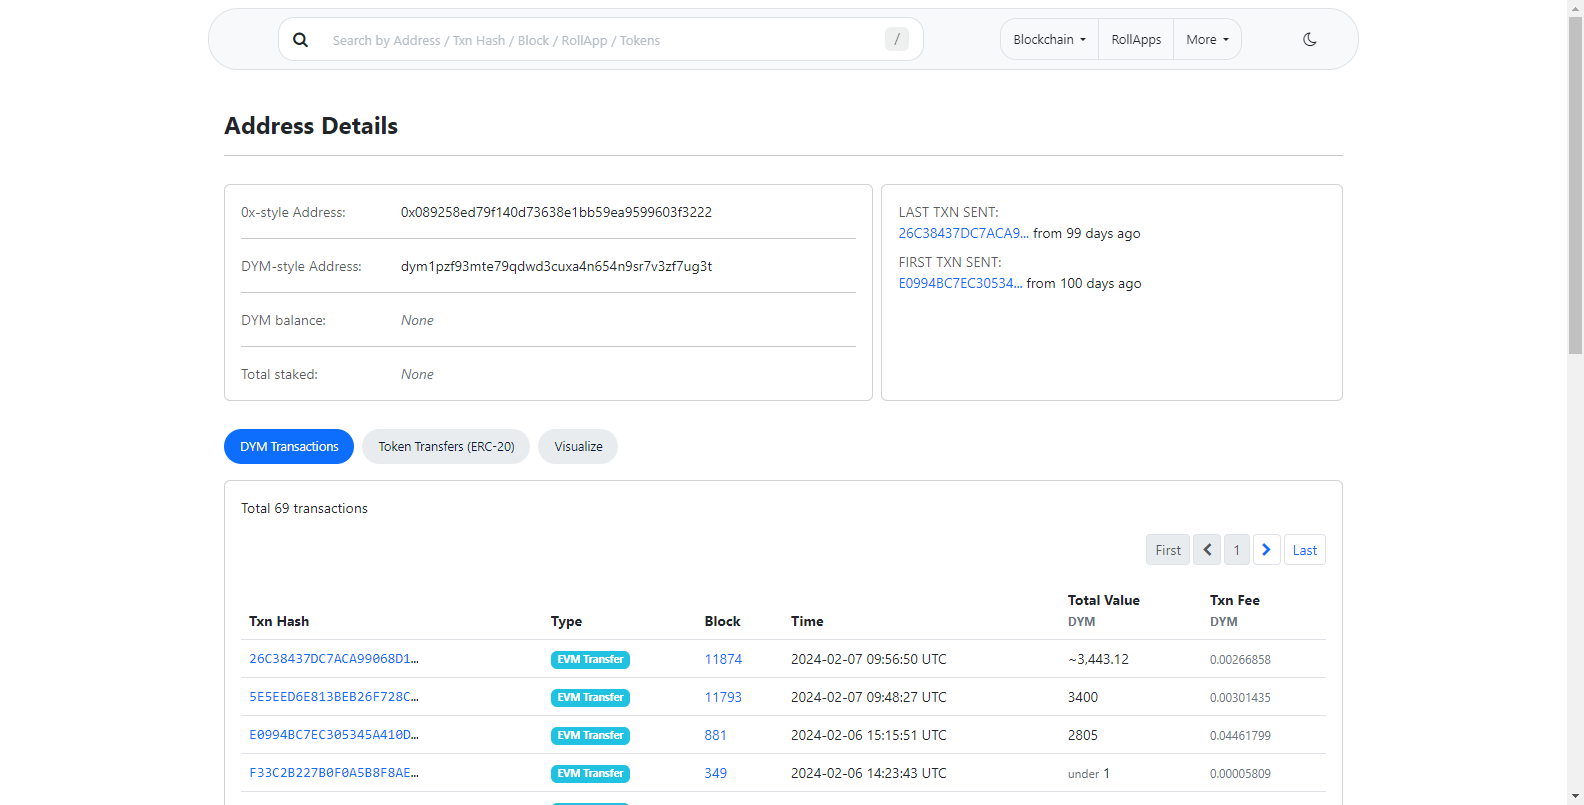 Search by Address / Txn Hash / Block / RollApp / Tokens /
Blockchain RollApps More
Address Details
0x-style Address: 0x089258ed79f140d73638e1bb59ea9599603f3222
DYM-style Address: dym1pzf93mte79qdwd3cuxa4n654n9sr7v3zf7ug3t
DYM balance: None
Total staked: None
LAST TXN SENT:
26C38437DC7ACA9... from 99 days ago
FIRST TXN SENT:
E0994BC7EC30534... from 100 days ago
DYM Transactions Token Transfers (ERC-20) Visualize
Total 69 transactions
First 1 Last
Txn Hash Type Block Time Total Value DYM Txn Fee DYM
26C38437DC7ACA99068D1... EVM Transfer 11874 2024-02-07 09:56:50 UTC ~3,443.12 0.00266858
5E5EED6E813BEB26F728C... EVM Transfer 11793 2024-02-07 09:48:27 UTC 3400 0.00301435
E0994BC7EC305345A410D... EVM Transfer 881 2024-02-06 15:15:51 UTC 2805 0.04461799
F33C2B227B0F0A5B8F8AE... EVM Transfer 349 2024-02-06 14:23:43 UTC under 1 0.00005809